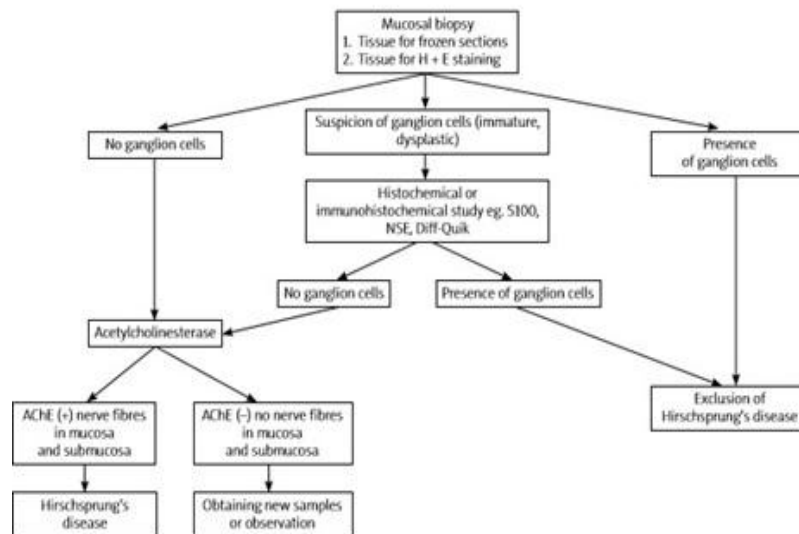 Mucosal biopsy
1. Tissue for frozen sections
2. Tissue for H + E staining
No ganglion cells
Suspicion of ganglion cells (immature,
dysplastic)
Presence
of ganglion cells
Histochemical or
immunohistochemical study eg. S100,
NSE, Diff-Quik
No ganglion cells
Presence of ganglion cells
Acetylcholinesterase
AChE (+) nerve fibres
in mucosa
and submucosa
AChE (–) no nerve fibres
in mucosa
and submucosa
Exclusion of
Hirschsprung's disease
Hirschsprung's
disease
Obtaining new samples
or observation